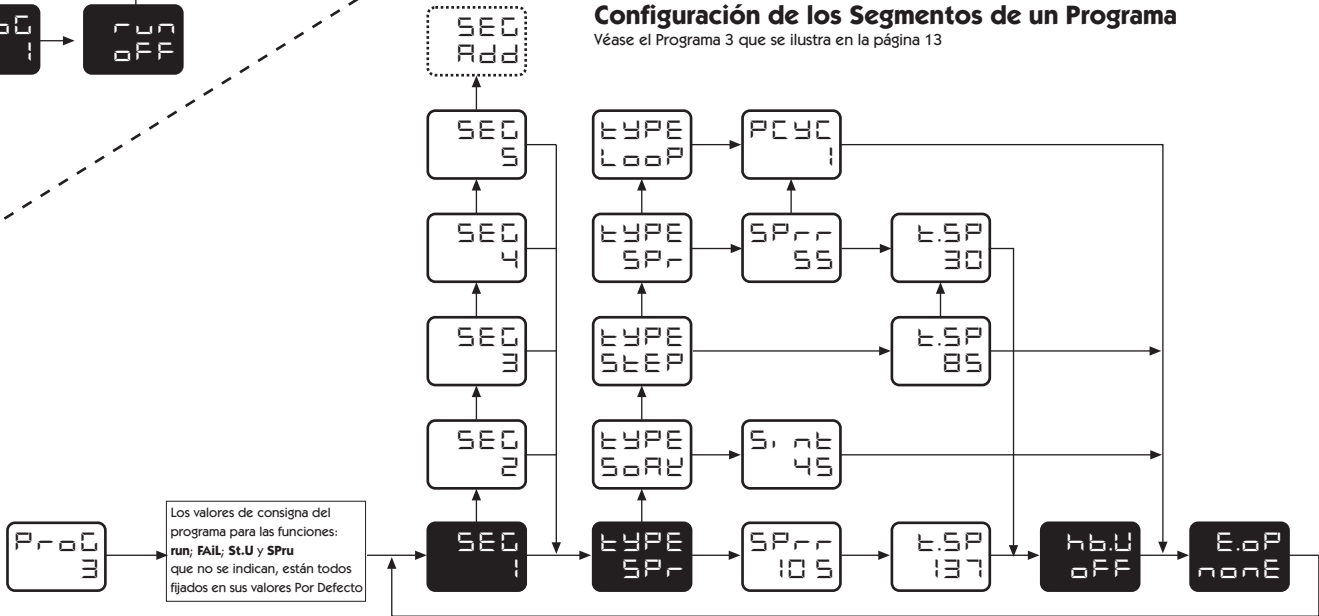 Configuración de los Segmentos de un Programa
Véase el Programa 3 que se ilustra en la página 13
1
run
oFF
SEG
Add
SEG
5
tYPE
LooP
PCYC
1
SEG
4
tYPE
SPr
SPrr
55
t.SP
30
SEG
3
tYPE
StEP
t.SP
85
SEG
2
tYPE
SoAK
S, nt
45
ProG
3
Los valores de consigna del
programa para las funciones:
run; FAiL; St.U y SPru
que no se indican, están todos
fijados en sus valores Por Defecto
SEG
1
tYPE
SPr
SPrr
10 5
t.SP
137
hb.U
oFF
E.oP
nonE